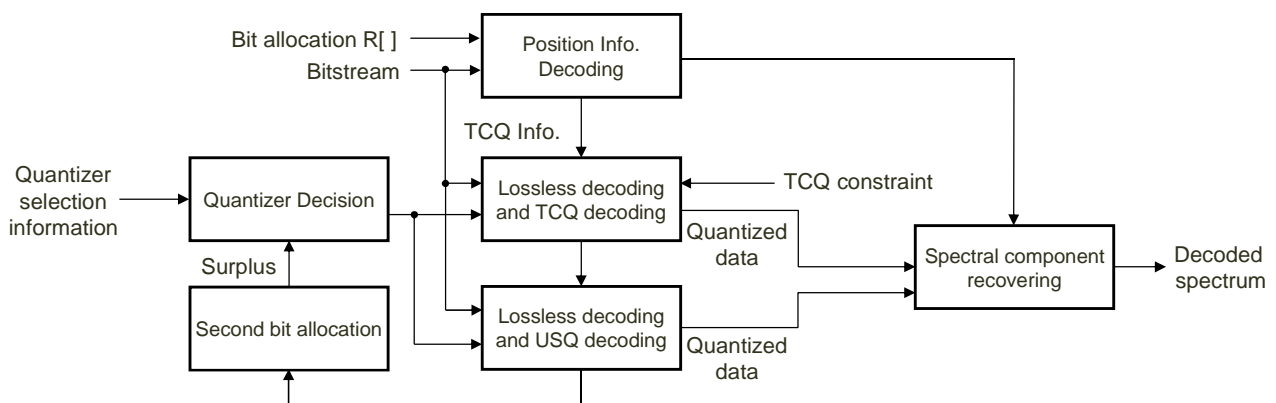 Bit allocation R[ ]
Bitstream
Position Info.
Decoding
TCQ Info.
Quantizer
selection
information
Quantizer Decision
Lossless decoding
and TCQ decoding
TCQ constraint
Quantized
data
Surplus
Spectral component
recovering
Decoded
spectrum
Second bit allocation
Lossless decoding
and USQ decoding
Quantized
data